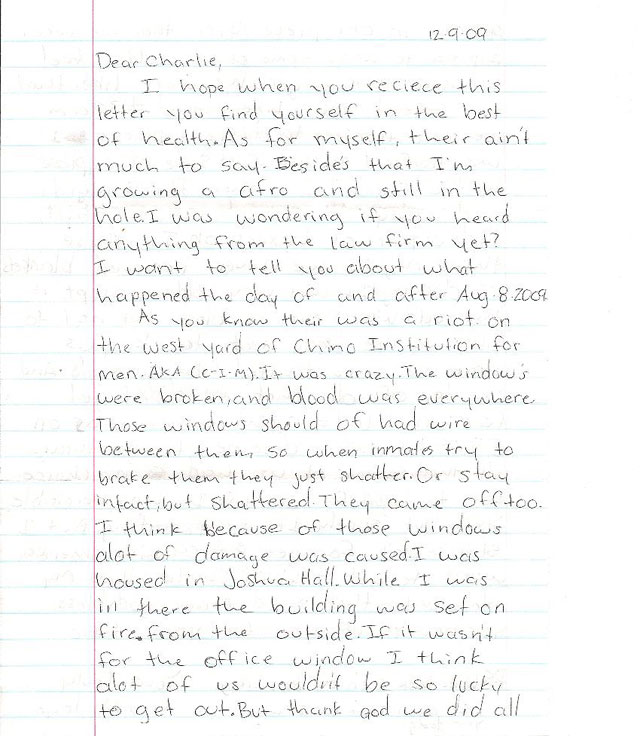 12-9-09
Dear Charlie,
I hope when you reciece this
letter you find yourself in the best
of health. As for myself, their ain't
much to say. Beside's that I'm
growing a afro and still in the
hole. I was wondering if you heard
anything from the law firm yet?
I want to tell you about what
happened the day of and after Aug. 8. 2009
As you know their was a riot on
the west yard of Chino Institution for
men. AKA (C-I-M). It was crazy. The window's
were broken, and blood was everywhere.
Those windows should of had wire
between them, so when inmates try to
brake them they just shatter. Or stay
intact, but shattered. They came off too.
I think because of those windows
alot of damage was caused. I was
housed in Joshua Hall. While I was
in there the building was set on
fire. from the outside. If it wasn't
for the office window I think
alot of us wouldn't be so lucky
to get out. But thank God we did all